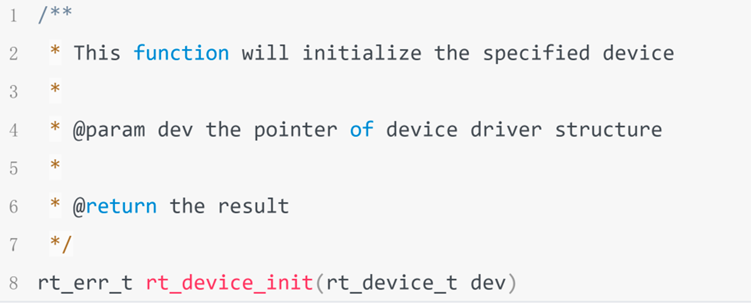 1 /**
2 * This function will initialize the specified device
3 *
4 * @param dev the pointer of device driver structure
5 *
6 * @return the result
7 */
8 rt_err_t rt_device_init(rt_device_t dev)